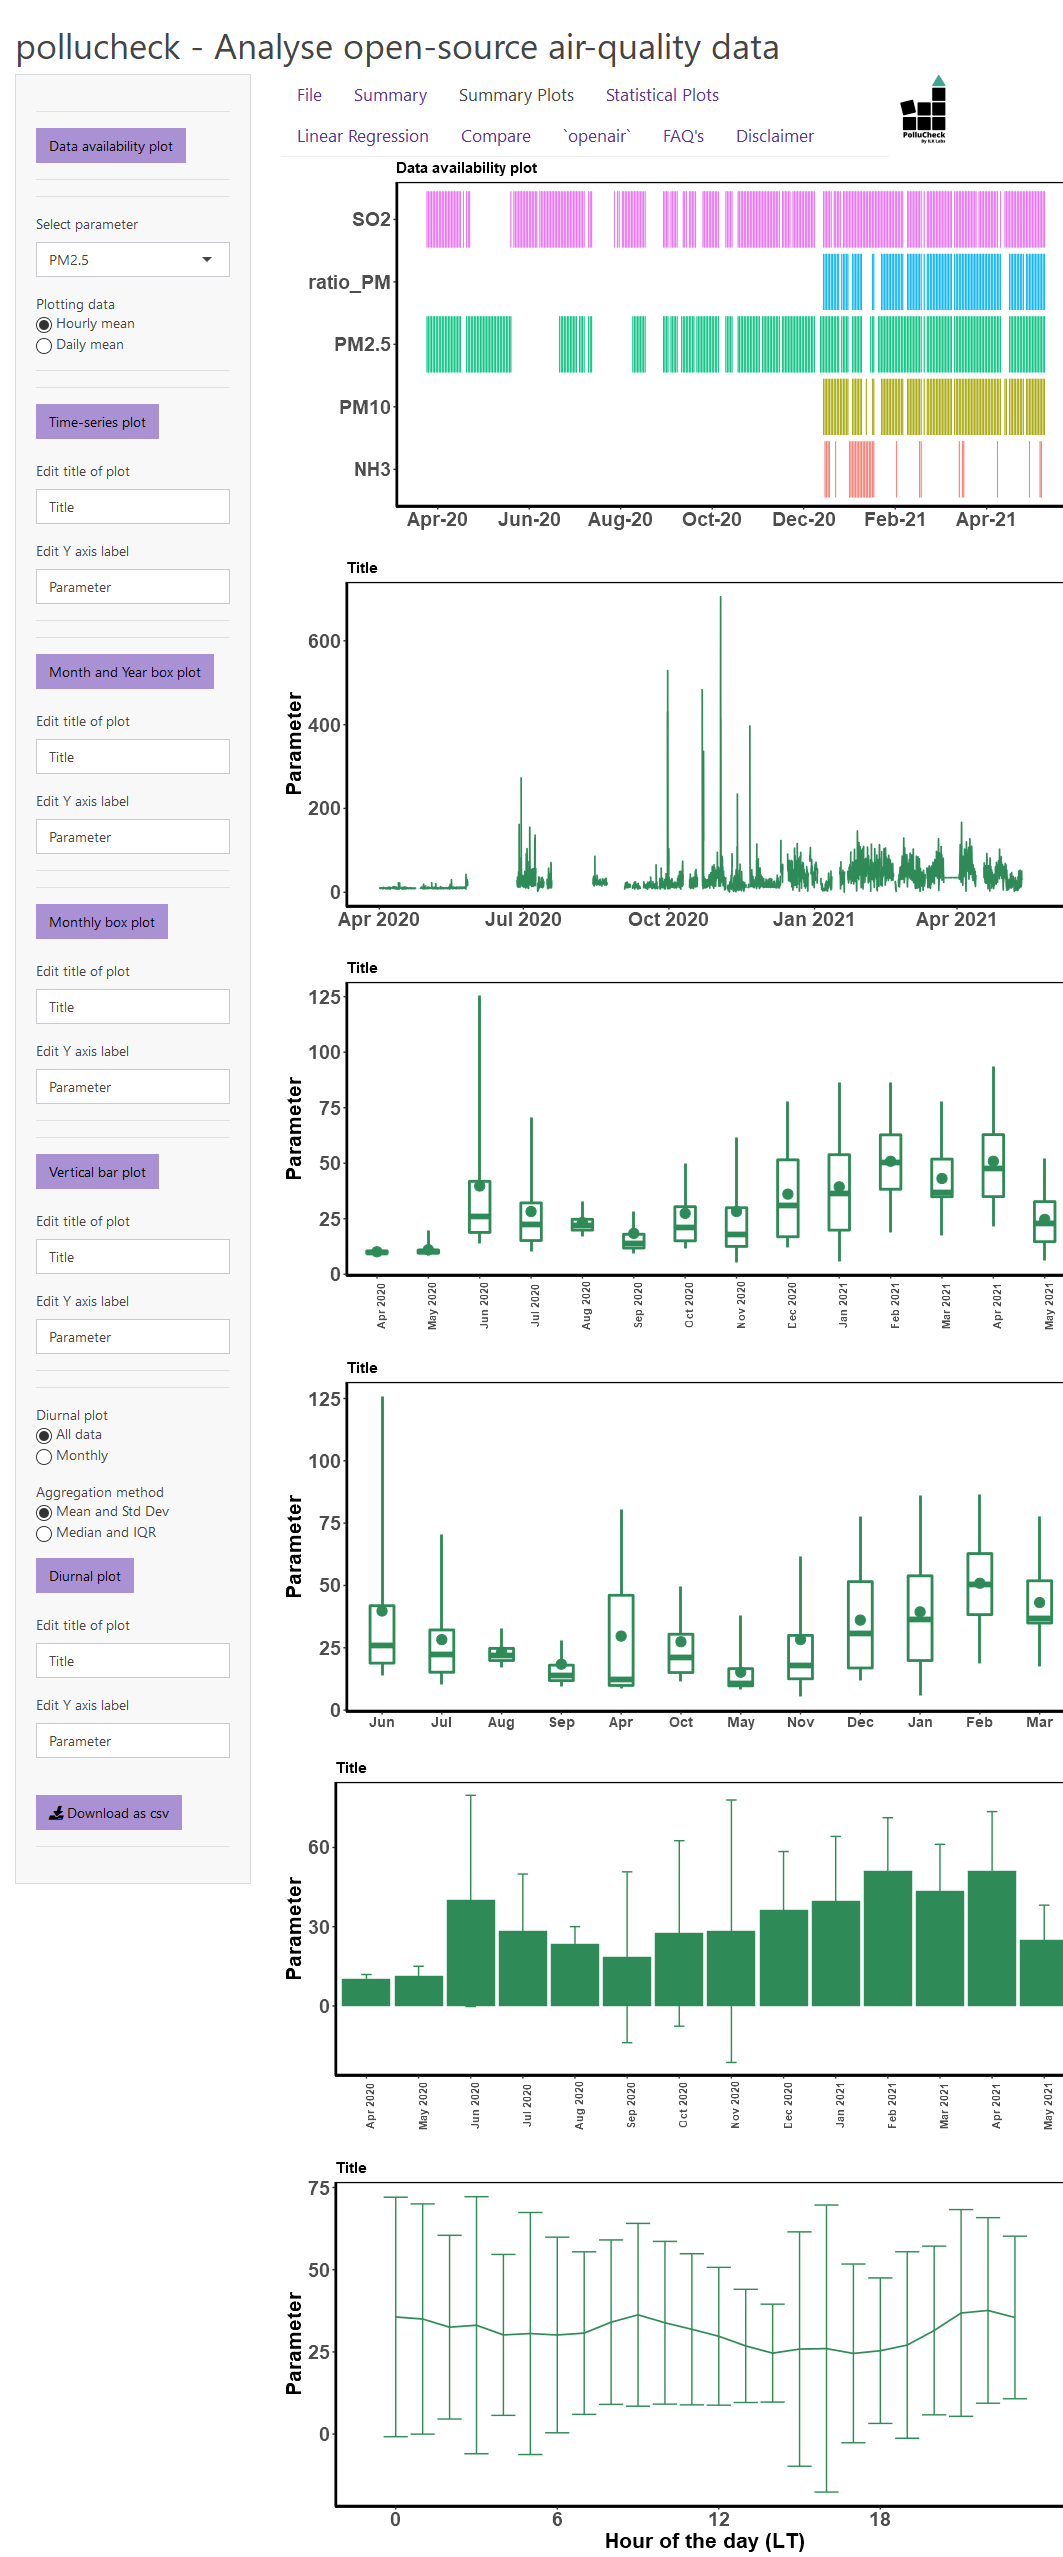 pollucheck - Analyse open-source air-quality data
Data availability plot
Select parameter
PM2.5
Plotting data
Hourly mean
Daily mean
Time-series plot
Edit title of plot
Title
Edit Y axis label
Parameter
Month and Year box plot
Edit title of plot
Title
Edit Y axis label
Parameter
Monthly box plot
Edit title of plot
Title
Edit Y axis label
Parameter
Vertical bar plot
Edit title of plot
Title
Edit Y axis label
Parameter
Diurnal plot
All data
Monthly
Aggregation method
Mean and Std Dev
Median and IQR
Diurnal plot
Edit title of plot
Title
Edit Y axis label
Parameter
Download as csv
File Summary Summary Plots Statistical Plots
Linear Regression Compare `openair` FAQ's Disclaimer
PolluCheck
By ILK Labs
Data availability plot
SO2
ratio_PM
PM2.5
PM10
NH3
Apr-20 Jun-20 Aug-20 Oct-20 Dec-20 Feb-21 Apr-21
Title
Parameter
600
400
200
0
Apr 2020 Jul 2020 Oct 2020 Jan 2021 Apr 2021
Title
Parameter
125
100
75
50
25
0
Apr 2020 May 2020 Jun 2020 Jul 2020 Aug 2020 Sep 2020 Oct 2020 Nov 2020 Dec 2020 Jan 2021 Feb 2021 Mar 2021 Apr 2021 May 2021
Title
Parameter
125
100
75
50
25
0
Jun Jul Aug Sep Apr Oct May Nov Dec Jan Feb Mar
Title
Parameter
60
30
0
Apr 2020 May 2020 Jun 2020 Jul 2020 Aug 2020 Sep 2020 Oct 2020 Nov 2020 Dec 2020 Jan 2021 Feb 2021 Mar 2021 Apr 2021 May 2021
Title
Parameter
75
50
25
0
0 6 12 18
Hour of the day (LT)